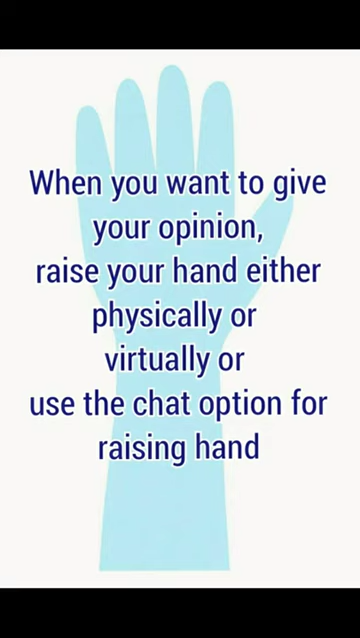 When you want to give
your opinion,
raise your hand either
physically or
virtually or
use the chat option for
raising hand